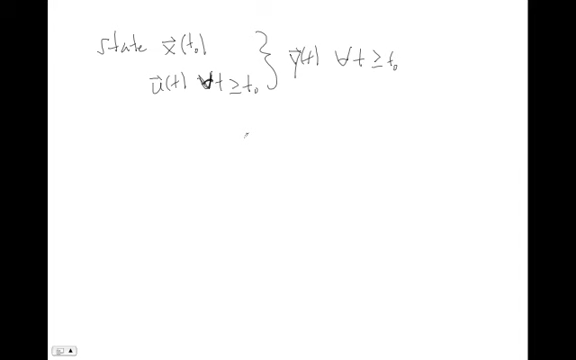 state x⃗(t₀) } y⃗(t) ∀t ≥ t₀
u⃗(t) ∀t ≥ t₀